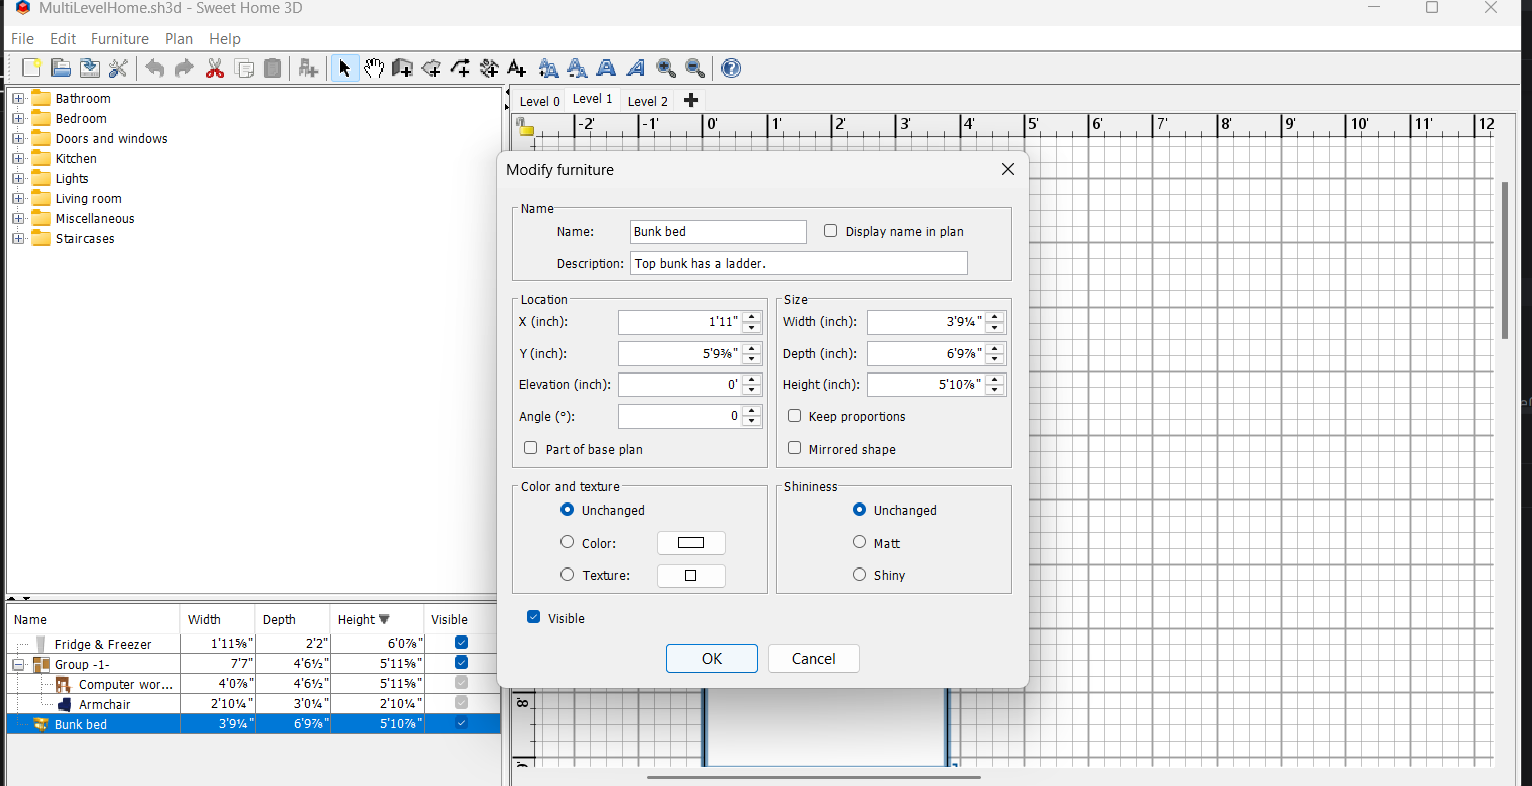 MultiLevelHome.sh3d - Sweet Home 3D
File Edit Furniture Plan Help
Bathroom
Bedroom
Doors and windows
Kitchen
Lights
Living room
Miscellaneous
Staircases
Level 0 Level 1 Level 2
-2' -1' 0' 1' 2' 3' 4' 5' 6' 7' 8' 9' 10' 11' 12
Modify furniture
Name
Name: Bunk bed Display name in plan
Description: Top bunk has a ladder.
Location
X (inch): 1'11"
Y (inch): 5'9⅜"
Elevation (inch): 0'
Angle (°): 0
Part of base plan
Size
Width (inch): 3'9¼"
Depth (inch): 6'9⅞"
Height (inch): 5'10⅞"
Keep proportions
Mirrored shape
Color and texture
Unchanged
Color:
Texture:
Shininess
Unchanged
Matt
Shiny
Visible
OK Cancel
Name Width Depth Height Visible
Fridge & Freezer 1'11⅝" 2'2" 6'0⅞"
Group -1- 7'7" 4'6½" 5'11⅝"
Computer wor... 4'0⅞" 4'6½" 5'11⅝"
Armchair 2'10¼" 3'0¼" 2'10¼"
Bunk bed 3'9¼" 6'9⅞" 5'10⅞"
8'